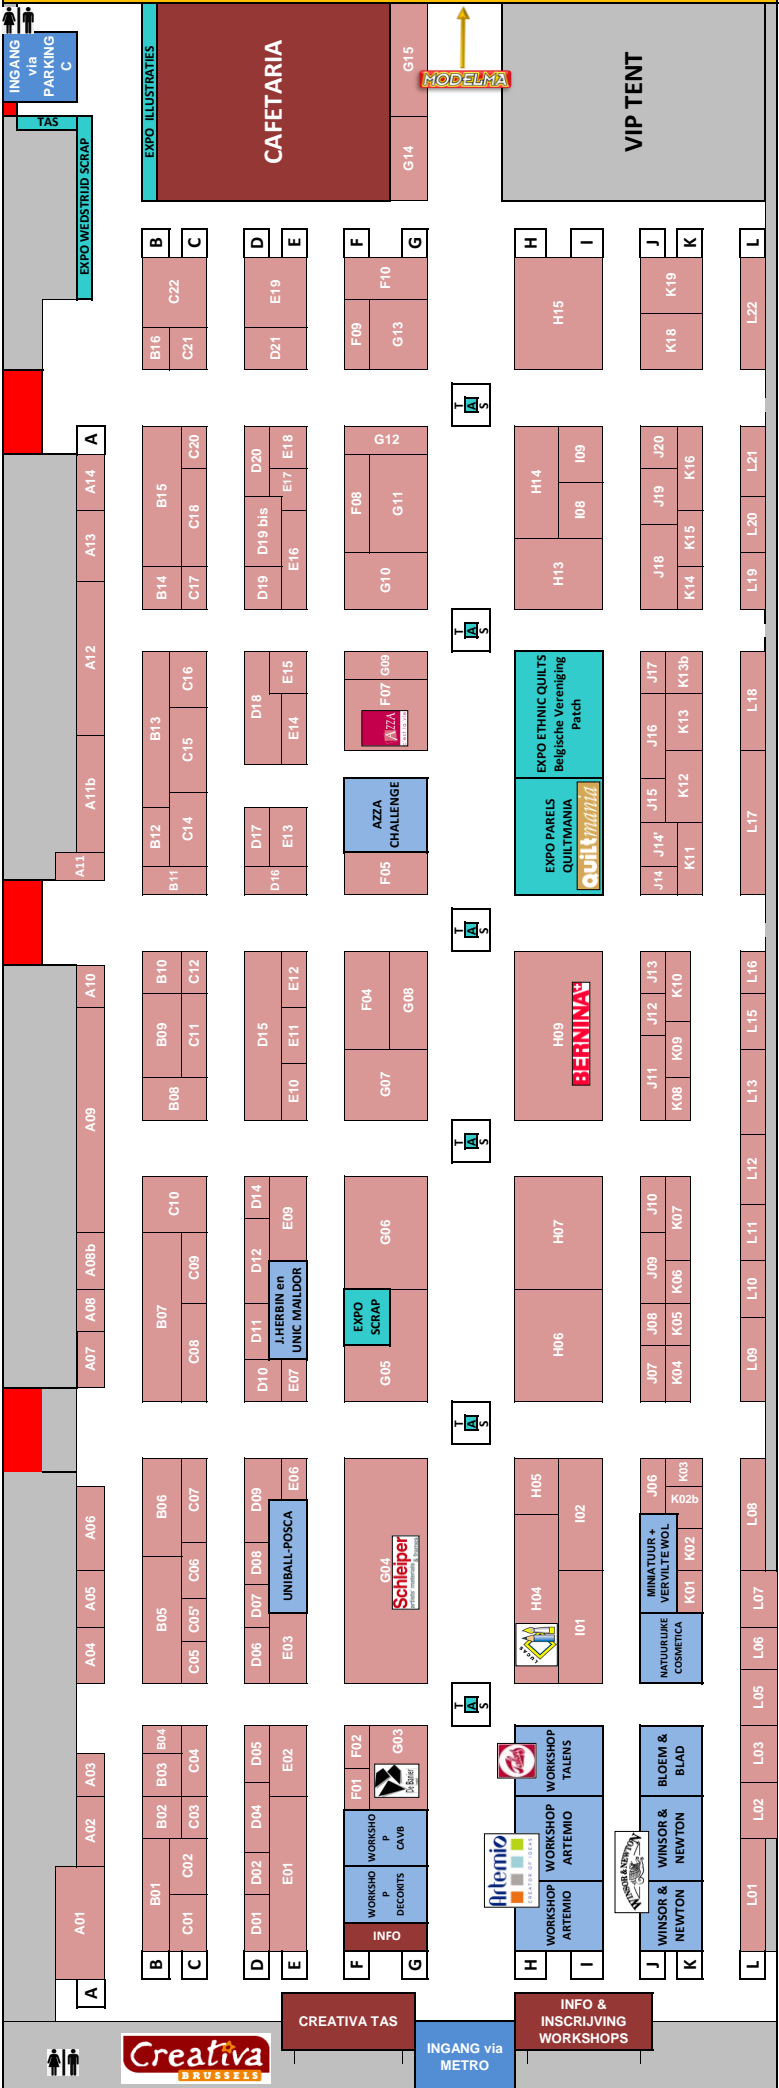 INGANG
via
PARKING
C
TAS
EXPO WEDSTRIJD SCRAP
EXPO ILLUSTRATIES
CAFETARIA
G15
G14
MODELMA
VIP TENT
B
C
D
E
F
G
H
I
J
K
L
C22
B16
C21
E19
D21
F10
F09
G13
H15
K19
K18
L22
TAS
A
A14
A13
A12
A11b
A11
B15
C20
C18
B14
C17
D20
E18
E17
D19 bis
E16
D19
G12
F08
G11
G10
H14
I09
I08
H13
J20
K16
J19
K15
J18
K14
L21
L20
L19
TAS
B13
C16
C15
B12
C14
B11
D18
E15
E14
D17
E13
D16
G09
F07
AZZA
AZZA
CHALLENGE
F05
EXPO ETHNIC QUILTS
Belgische Vereniging
Patch
EXPO PARELS
QUILTMANIA
quiltmania
J17
K13b
J16
K13
J15
K12
J14'
K11
J14
L18
L17
TAS
A10
A09
B10
C12
B09
C11
B08
D15
E12
E11
E10
F04
G08
G07
H09
BERNINA+
J13
K10
J12
K09
J11
K08
L16
L15
L13
TAS
A08b
A08
A07
C10
B07
C09
C08
D14
E09
D12
J.HERBIN en
UNIC MAILDOR
D11
D10
E07
G06
EXPO
SCRAP
G05
H07
H06
J10
K07
J09
K06
J08
K05
J07
K04
L12
L11
L10
L09
TAS
A06
A05
A04
B06
C07
B05
C06
C05'
C05
D09
E06
UNIBALL-POSCA
D08
D07
D06
E03
G04
Schleiper
H05
I02
H04
LUCAS
I01
J06
K03
K02b
MINIATUUR +
VERVILTE WOL
K02
K01
NATUURLIJKE
COSMETICA
L08
L07
L06
L05
TAS
A03
A02
A01
B04
B03
C04
B02
C03
B01
C02
C01
D05
E02
D04
D02
E01
D01
F02
G03
F01
De Banier
WORKSHO
P
CAVB
WORKSHO
P
DECOKITS
INFO
WORKSHOP
TALENS
Artemio
CREATOR OF IDEAS
WORKSHOP
ARTEMIO
WORKSHOP
ARTEMIO
BLOEM &
BLAD
WINSOR & NEWTON
WINSOR &
NEWTON
WINSOR &
NEWTON
L03
L02
L01
A
B
C
D
E
F
G
H
I
J
K
L
Creativa
BRUSSELS
CREATIVA TAS
INGANG via
METRO
INFO &
INSCRIJVING
WORKSHOPS